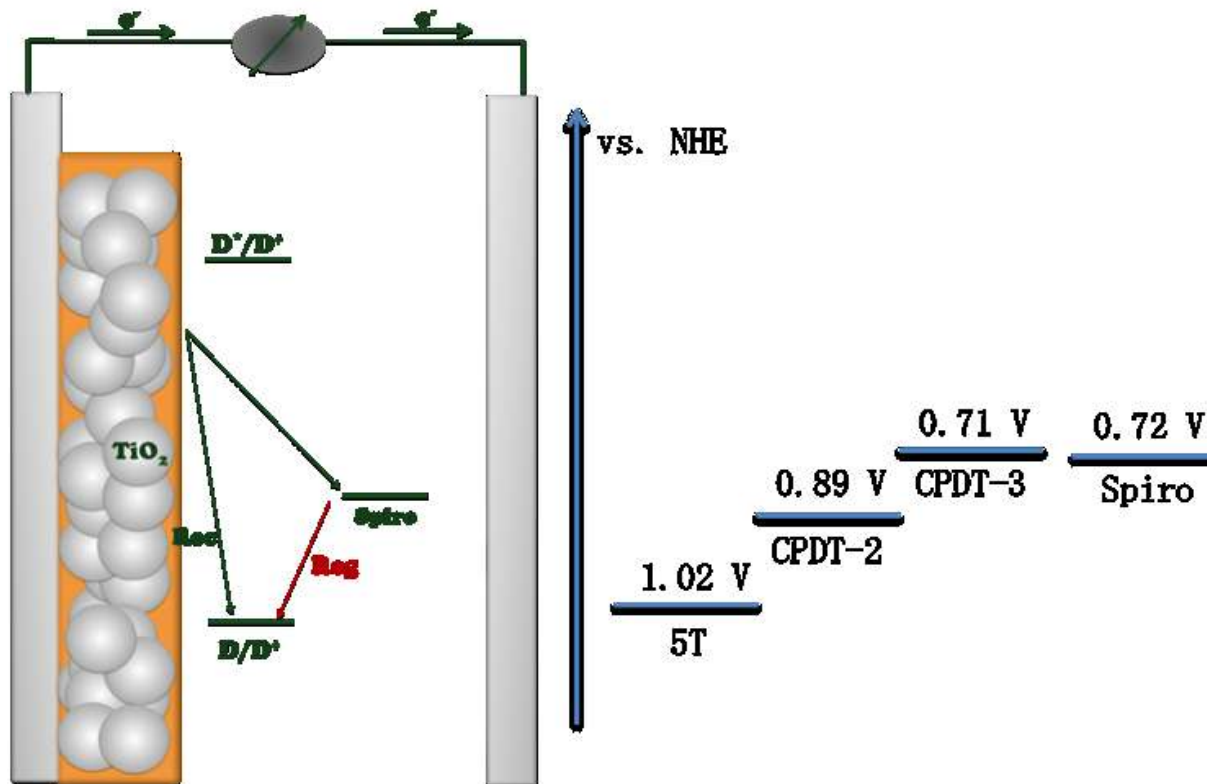 e⁻
e⁻
vs. NHE
D*/D⁺
TiO₂
Spiro
Rec
Reg
D/D⁺
0.71 V
CPDT-3
0.72 V
Spiro
0.89 V
CPDT-2
1.02 V
5T